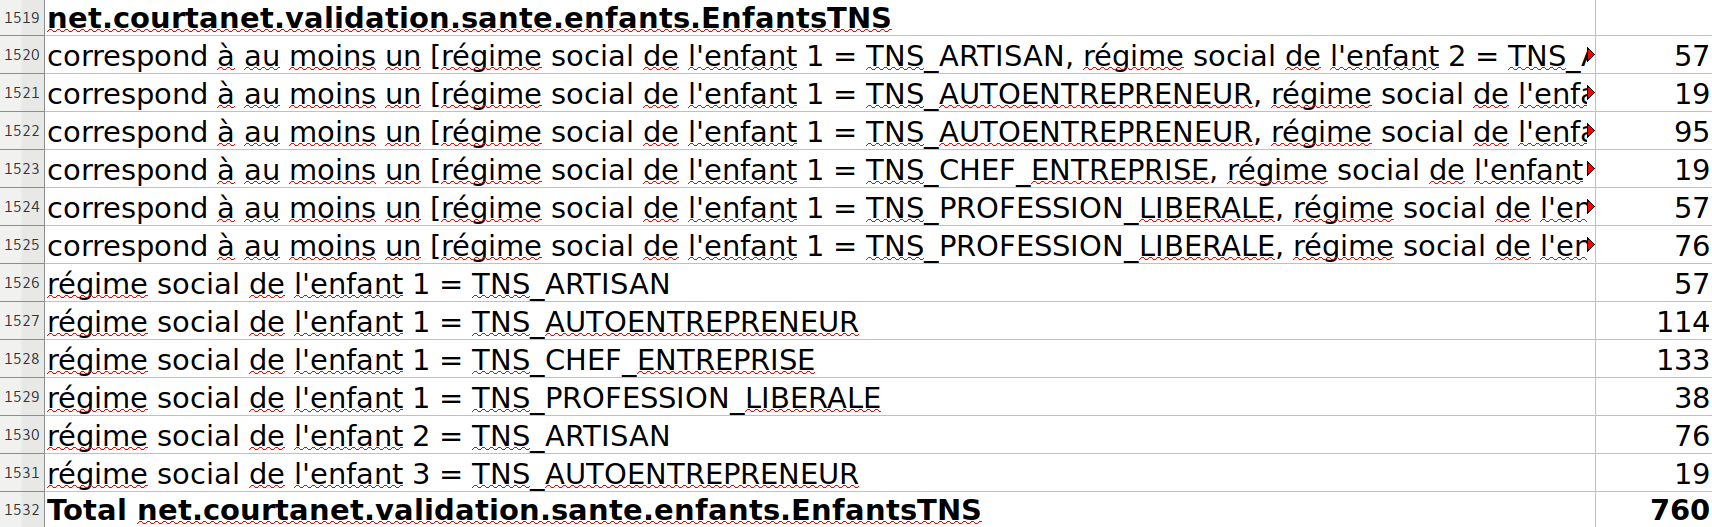 1519 net.courtanet.validation.sante.enfants.EnfantsTNS
1520 correspond à au moins un [régime social de l'enfant 1 = TNS_ARTISAN, régime social de l'enfant 2 = TNS_ 57
1521 correspond à au moins un [régime social de l'enfant 1 = TNS_AUTOENTREPRENEUR, régime social de l'enfa 19
1522 correspond à au moins un [régime social de l'enfant 1 = TNS_AUTOENTREPRENEUR, régime social de l'enfa 95
1523 correspond à au moins un [régime social de l'enfant 1 = TNS_CHEF_ENTREPRISE, régime social de l'enfant 19
1524 correspond à au moins un [régime social de l'enfant 1 = TNS_PROFESSION_LIBERALE, régime social de l'en 57
1525 correspond à au moins un [régime social de l'enfant 1 = TNS_PROFESSION_LIBERALE, régime social de l'en 76
1526 régime social de l'enfant 1 = TNS_ARTISAN 57
1527 régime social de l'enfant 1 = TNS_AUTOENTREPRENEUR 114
1528 régime social de l'enfant 1 = TNS_CHEF_ENTREPRISE 133
1529 régime social de l'enfant 1 = TNS_PROFESSION_LIBERALE 38
1530 régime social de l'enfant 2 = TNS_ARTISAN 76
1531 régime social de l'enfant 3 = TNS_AUTOENTREPRENEUR 19
1532 Total net.courtanet.validation.sante.enfants.EnfantsTNS 760